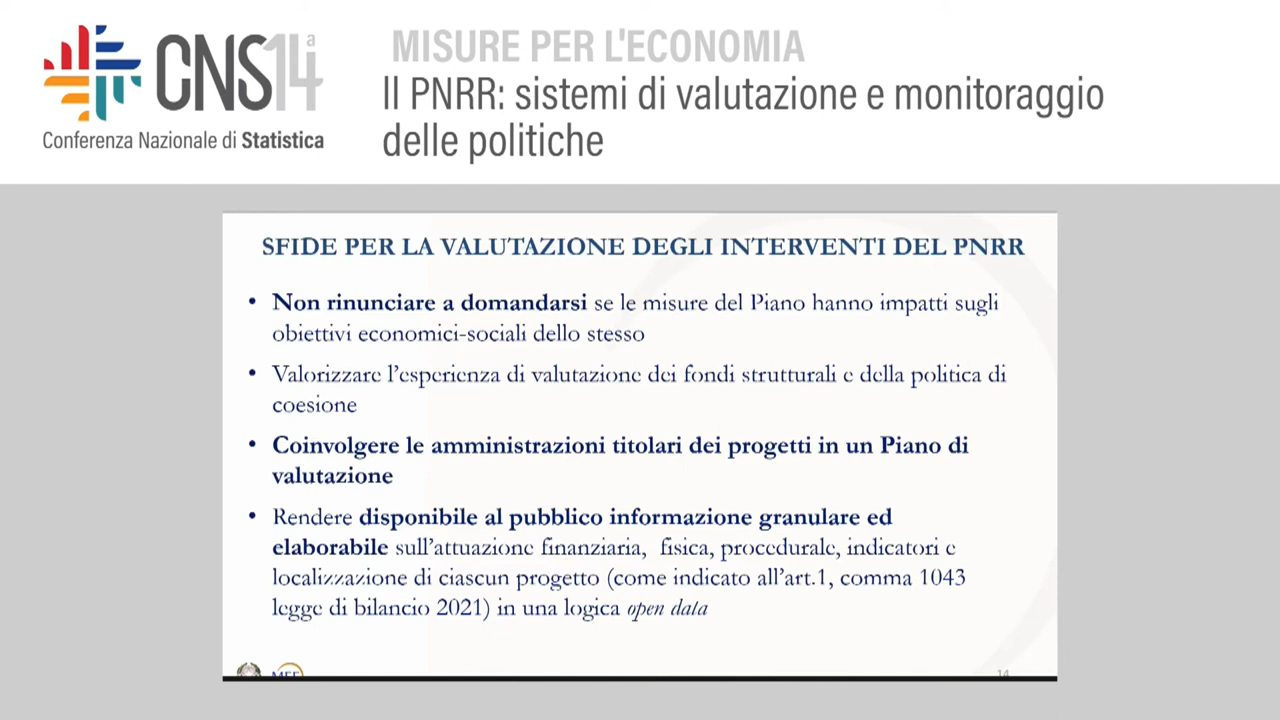 CNS14ª
Conferenza Nazionale di Statistica
MISURE PER L'ECONOMIA
Il PNRR: sistemi di valutazione e monitoraggio
delle politiche
SFIDE PER LA VALUTAZIONE DEGLI INTERVENTI DEL PNRR
• Non rinunciare a domandarsi se le misure del Piano hanno impatti sugli
obiettivi economici-sociali dello stesso
• Valorizzare l'esperienza di valutazione dei fondi strutturali e della politica di
coesione
• Coinvolgere le amministrazioni titolari dei progetti in un Piano di
valutazione
• Rendere disponibile al pubblico informazione granulare ed
elaborabile sull'attuazione finanziaria, fisica, procedurale, indicatori e
localizzazione di ciascun progetto (come indicato all'art.1, comma 1043
legge di bilancio 2021) in una logica open data
MEF
14